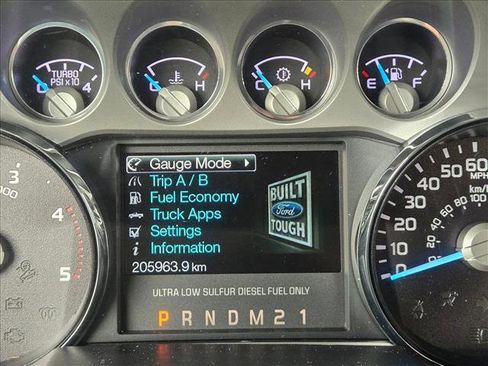 TURBO
PSI x 10
0 4
C H
C H
E F
Gauge Mode
Trip A / B
Fuel Economy
Truck Apps
Settings
Information
205963.9 km
BUILT
Ford
TOUGH
ULTRA LOW SULFUR DIESEL FUEL ONLY
P R N D M 2 1
3
4
5
60
50
40
30
20
10
0
MPH
km/h
100